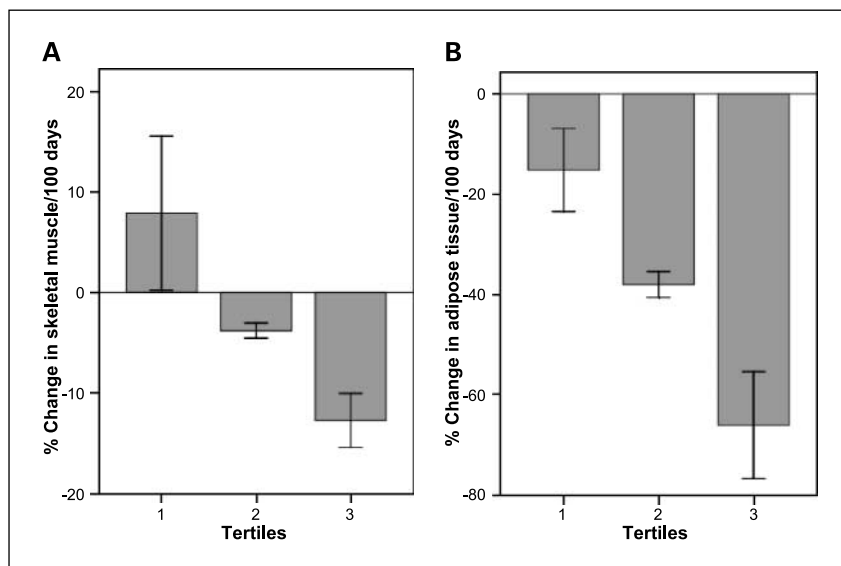 A
% Change in skeletal muscle/100 days
20
10
0
-10
-20
1 2 3
Tertiles
B
% Change in adipose tissue/100 days
0
-20
-40
-60
-80
1 2 3
Tertiles